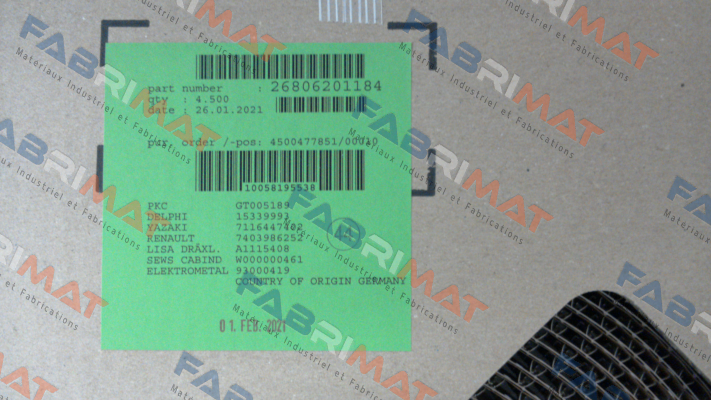 part number : 26806201184
qty : 4.500
date : 26.01.2021
pur. order /-pos: 4500477851/00010
10058195538
PKC GT005189
DELPHI 15339993
YAZAKI 7116447402
RENAULT 7403986252
LISA DRÄXL. A1115408
SEWS CABIND W000000461
ELEKTROMETAL 93000419
COUNTRY OF ORIGIN GERMANY
44
01. FEB. 2021
FABRIMAT
Matériaux Industriel et Fabrications